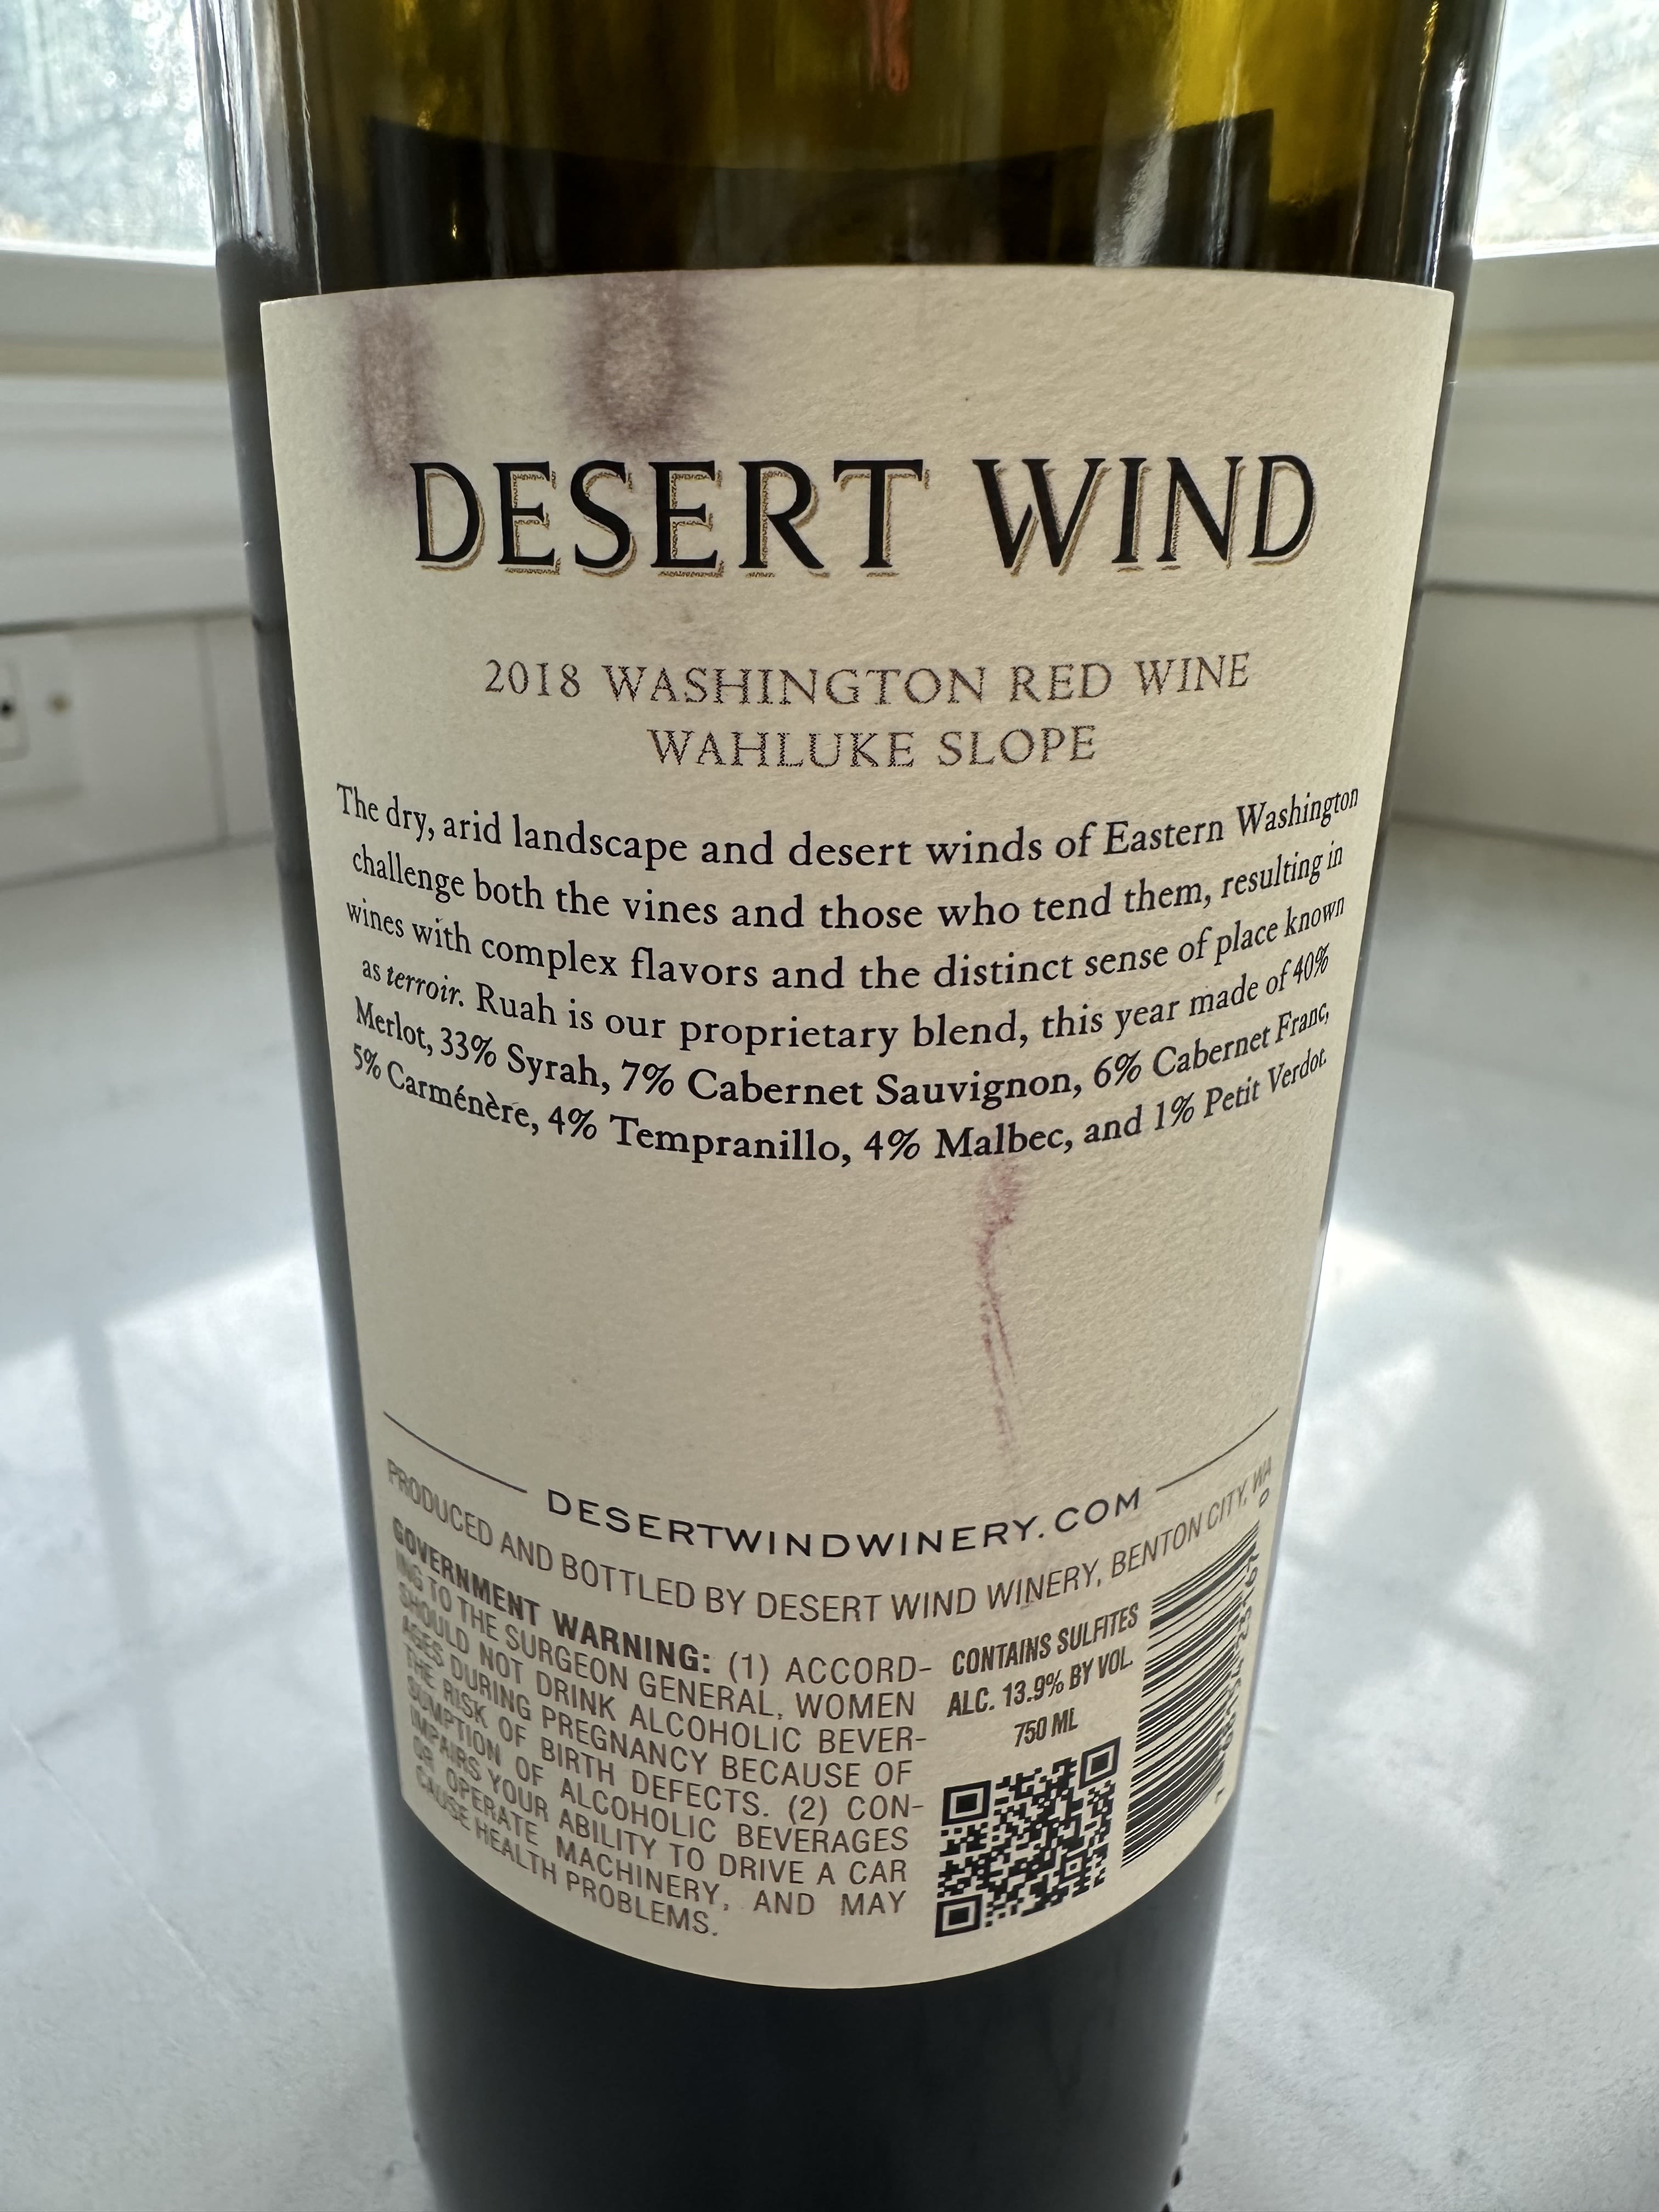 DESERT WIND
2018 WASHINGTON RED WINE
WAHLUKE SLOPE
The dry, arid landscape and desert winds of Eastern Washington
challenge both the vines and those who tend them, resulting in
wines with complex flavors and the distinct sense of place known
as terroir. Ruah is our proprietary blend, this year made of 40%
Merlot, 33% Syrah, 7% Cabernet Sauvignon, 6% Cabernet Franc,
5% Carménère, 4% Tempranillo, 4% Malbec, and 1% Petit Verdot.
DESERTWINDWINERY.COM
PRODUCED AND BOTTLED BY DESERT WIND WINERY, BENTON CITY, WA
GOVERNMENT WARNING: (1) ACCORD-
ING TO THE SURGEON GENERAL, WOMEN
SHOULD NOT DRINK ALCOHOLIC BEVER-
AGES DURING PREGNANCY BECAUSE OF
THE RISK OF BIRTH DEFECTS. (2) CON-
SUMPTION OF ALCOHOLIC BEVERAGES
IMPAIRS YOUR ABILITY TO DRIVE A CAR
OR OPERATE MACHINERY, AND MAY
CAUSE HEALTH PROBLEMS.
CONTAINS SULFITES
ALC. 13.9% BY VOL.
750 ML